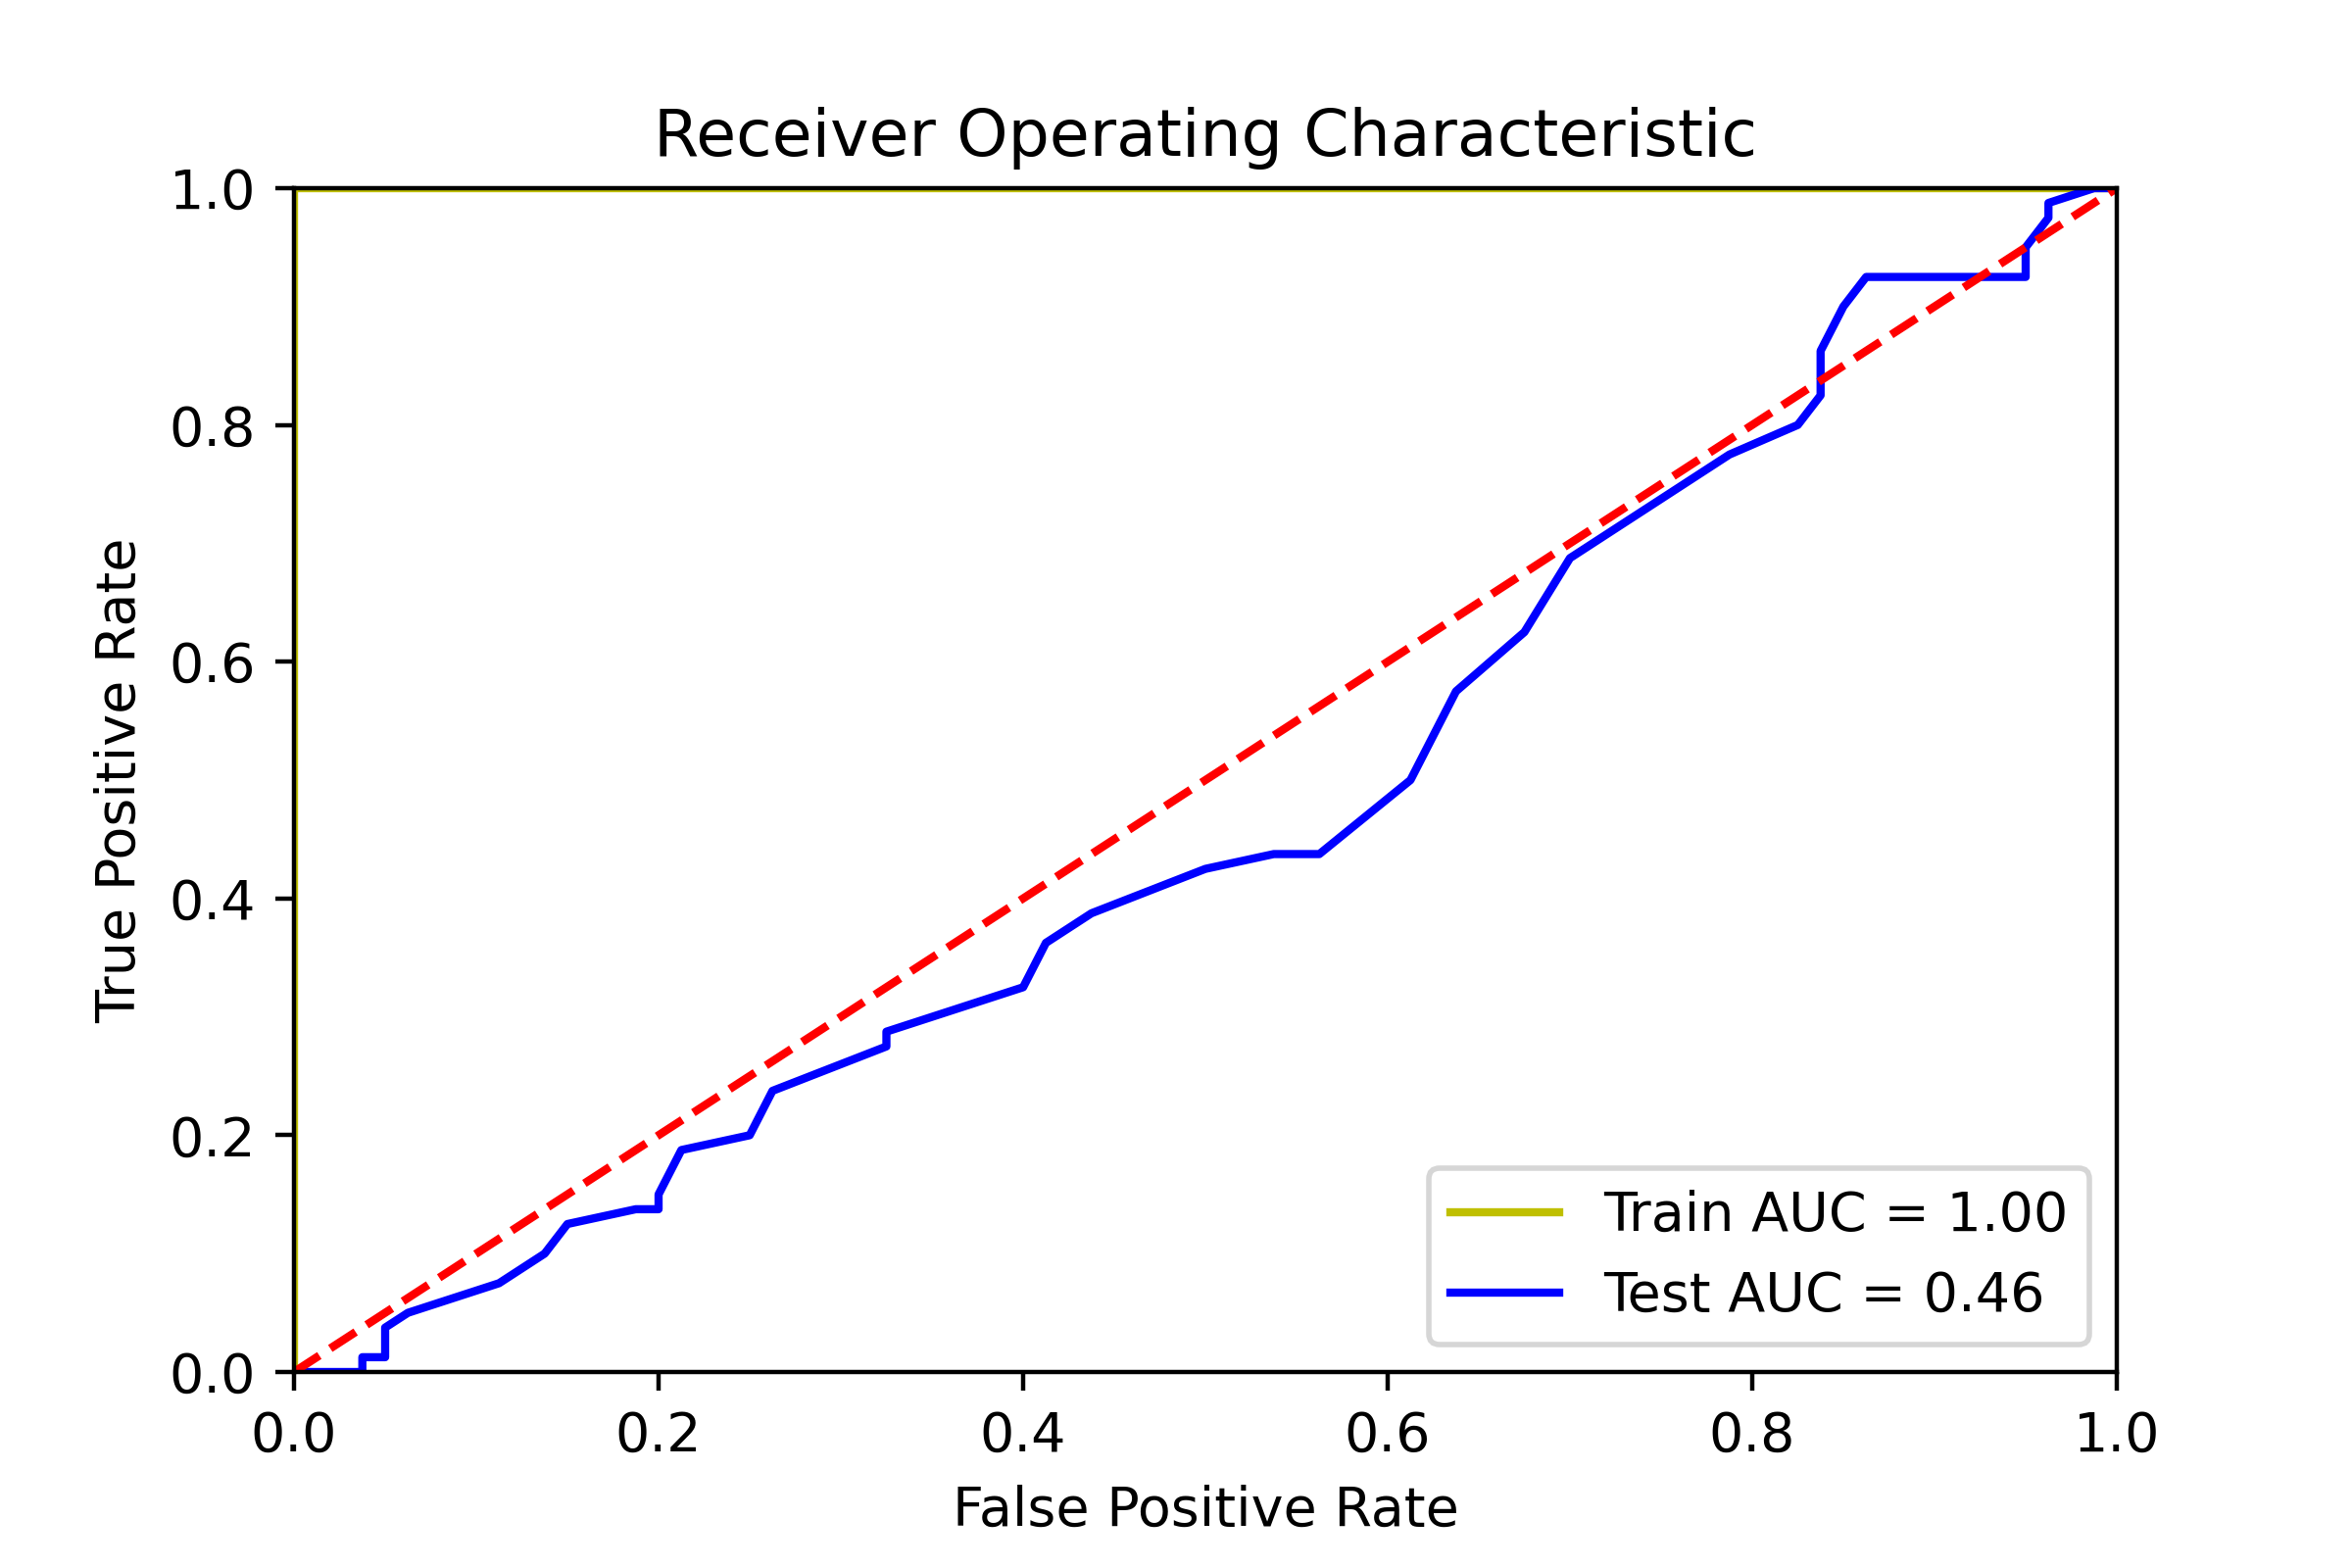 Receiver Operating Characteristic
1.0
0.8
0.6
0.4
0.2
0.0
True Positive Rate
Train AUC = 1.00
Test AUC = 0.46
0.0 0.2 0.4 0.6 0.8 1.0
False Positive Rate